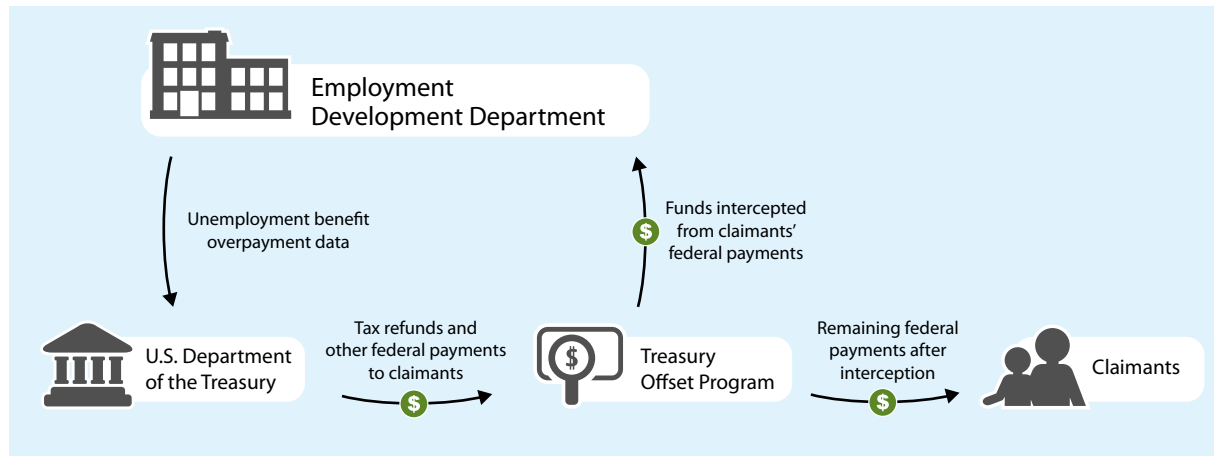 Employment
Development Department
Unemployment benefit
overpayment data
$
Funds intercepted
from claimants’
federal payments
U.S. Department
of the Treasury
Tax refunds and
other federal payments
to claimants
$
$
Treasury
Offset Program
Remaining federal
payments after
interception
$
Claimants